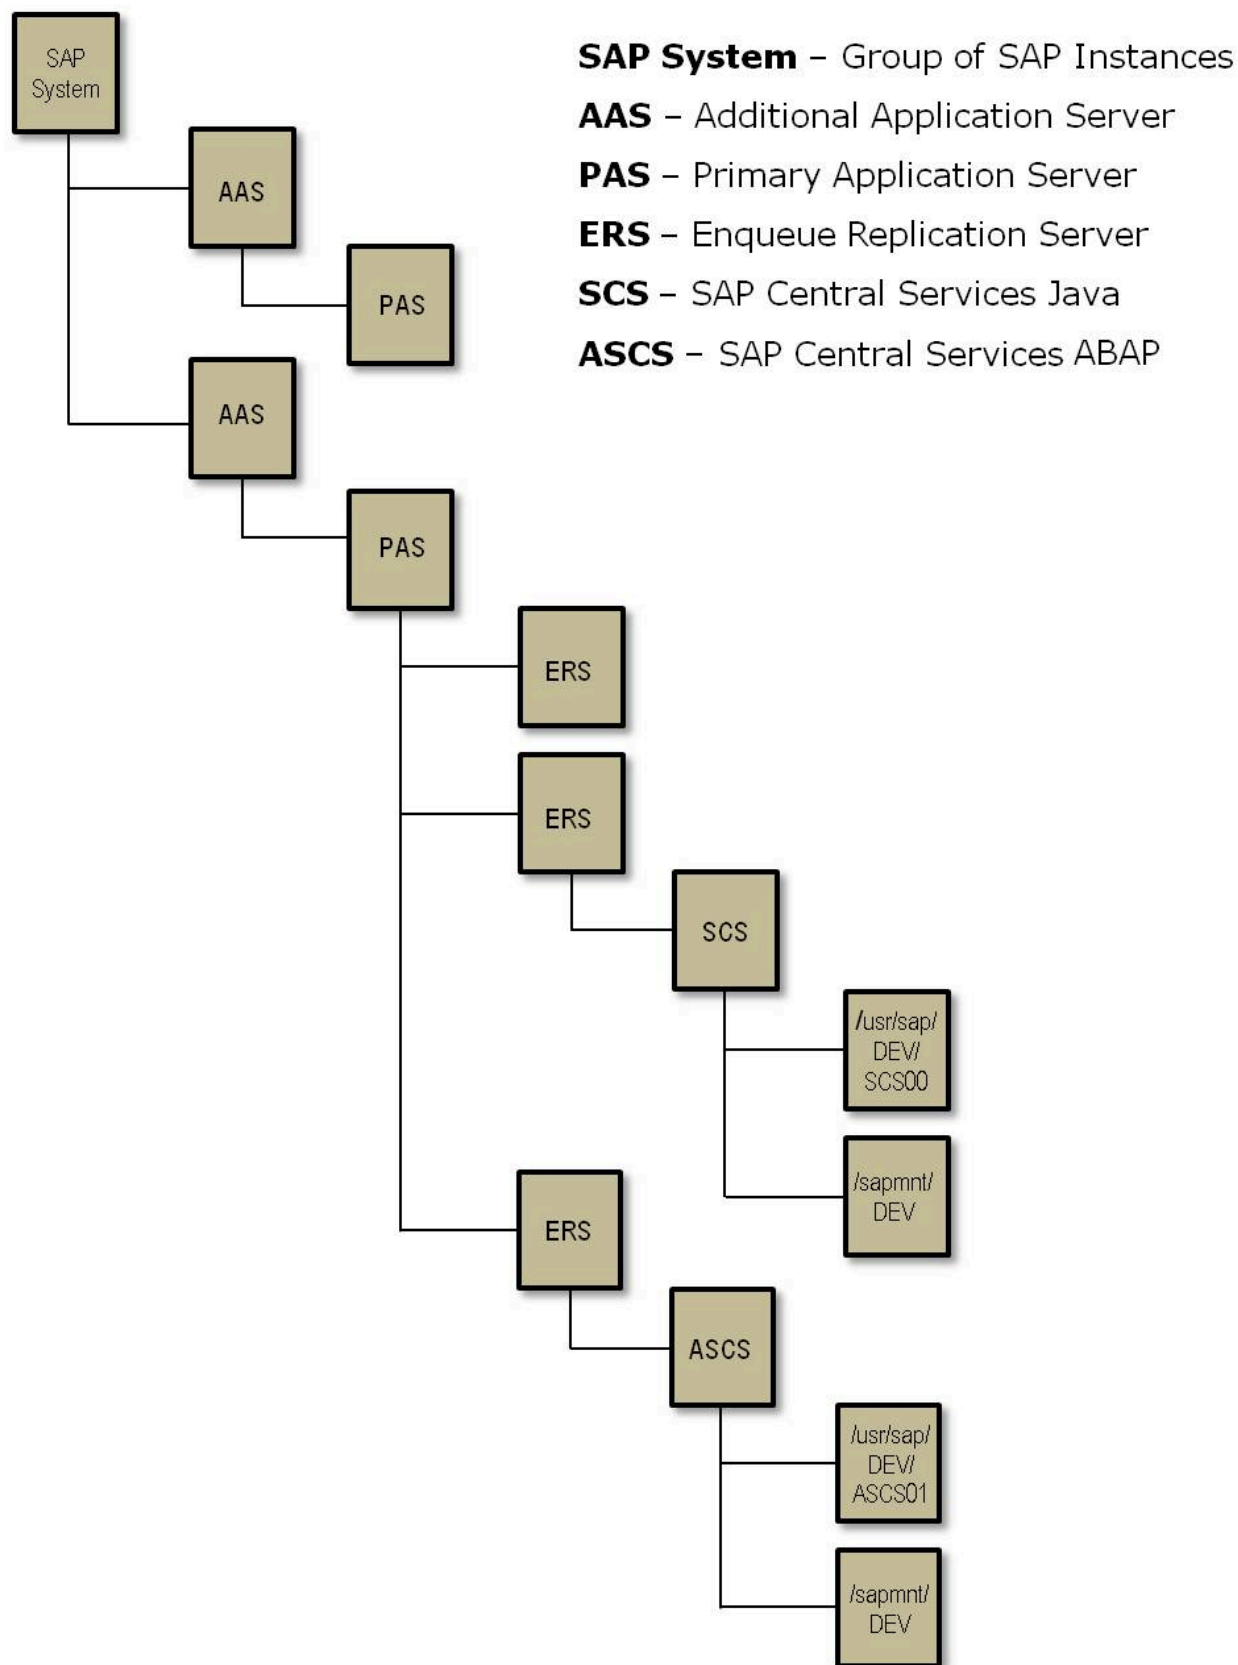 SAP
System
SAP System – Group of SAP Instances
AAS – Additional Application Server
PAS – Primary Application Server
ERS – Enqueue Replication Server
SCS – SAP Central Services Java
ASCS – SAP Central Services ABAP
AAS
PAS
AAS
PAS
ERS
ERS
SCS
/usr/sap/
DEV/
SCS00
/sapmnt/
DEV
ERS
ASCS
/usr/sap/
DEV/
ASCS01
/sapmnt/
DEV